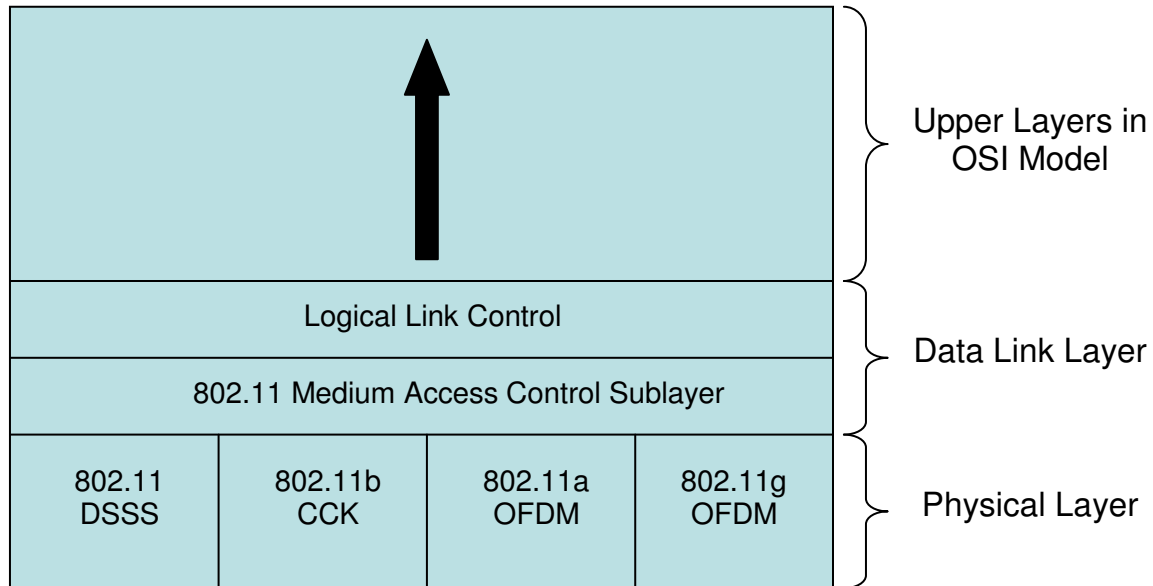 Upper Layers in
OSI Model
Logical Link Control
Data Link Layer
802.11 Medium Access Control Sublayer
802.11
DSSS
802.11b
CCK
802.11a
OFDM
802.11g
OFDM
Physical Layer